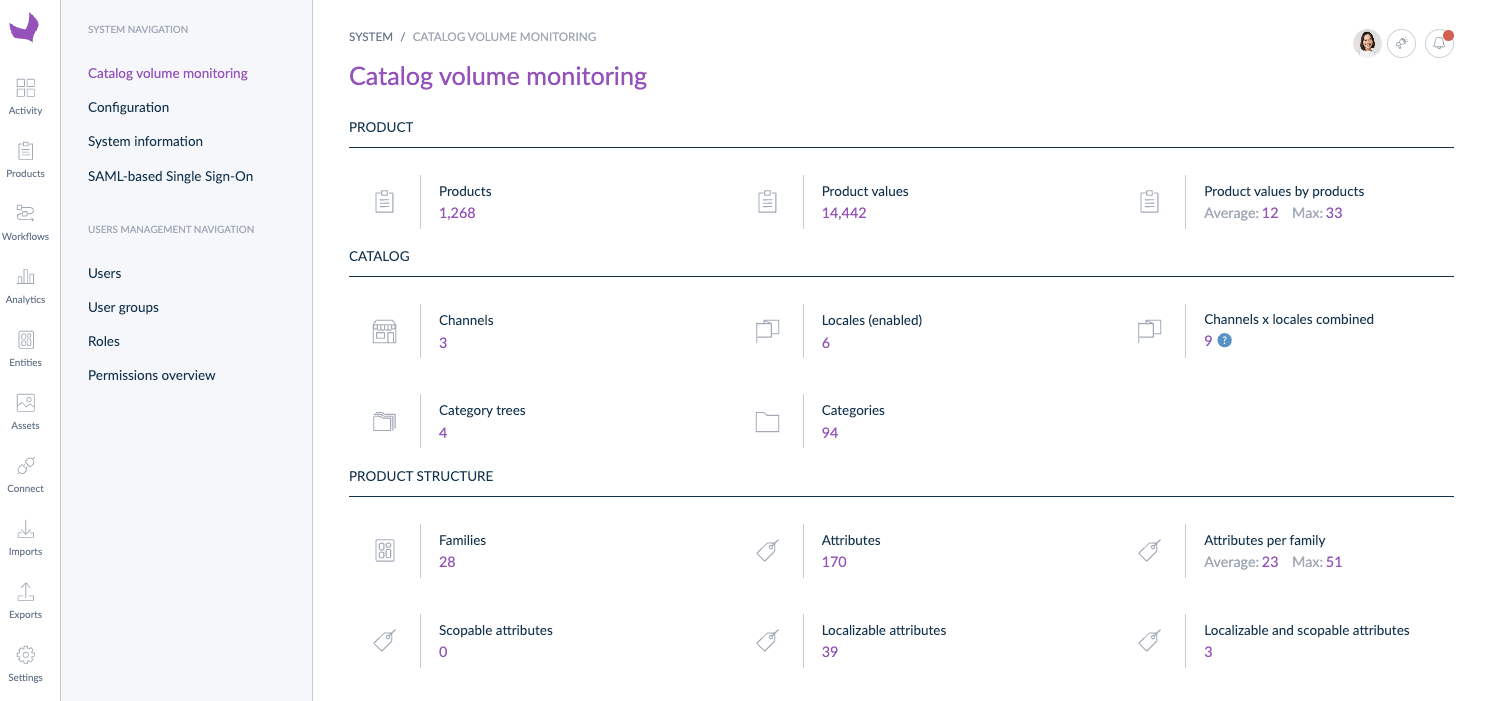 Activity
Products
Workflows
Analytics
Entities
Assets
Connect
Imports
Exports
Settings
SYSTEM NAVIGATION
Catalog volume monitoring
Configuration
System information
SAML-based Single Sign-On
USERS MANAGEMENT NAVIGATION
Users
User groups
Roles
Permissions overview
SYSTEM / CATALOG VOLUME MONITORING
Catalog volume monitoring
PRODUCT
Products
1,268
Product values
14,442
Product values by products
Average: 12 Max: 33
CATALOG
Channels
3
Locales (enabled)
6
Channels x locales combined
9 ?
Category trees
4
Categories
94
PRODUCT STRUCTURE
Families
28
Attributes
170
Attributes per family
Average: 23 Max: 51
Scopable attributes
0
Localizable attributes
39
Localizable and scopable attributes
3